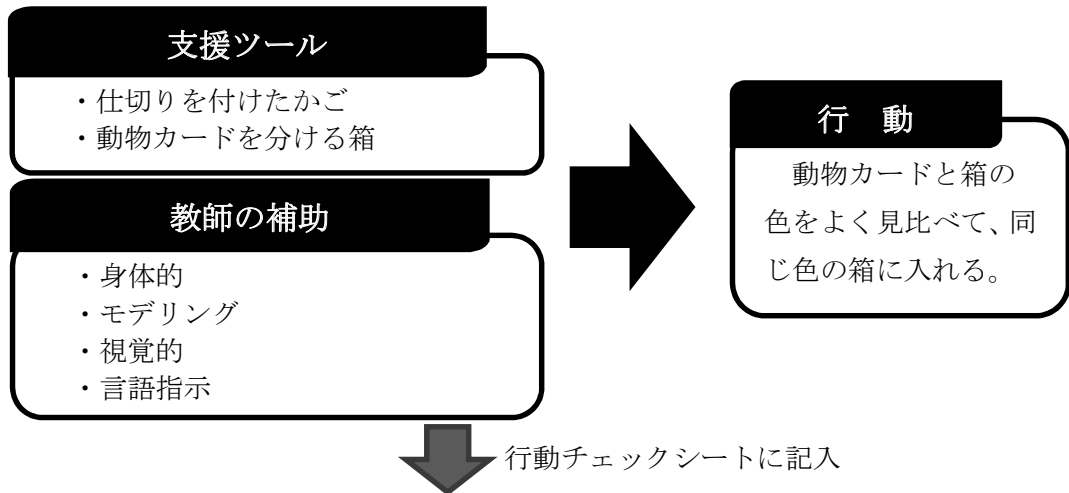 支援ツール
・仕切りを付けたかご
・動物カードを分ける箱
教師の補助
・身体的
・モデリング
・視覚的
・言語指示
行　動
動物カードと箱の
色をよく見比べて、同
じ色の箱に入れる。
行動チェックシートに記入